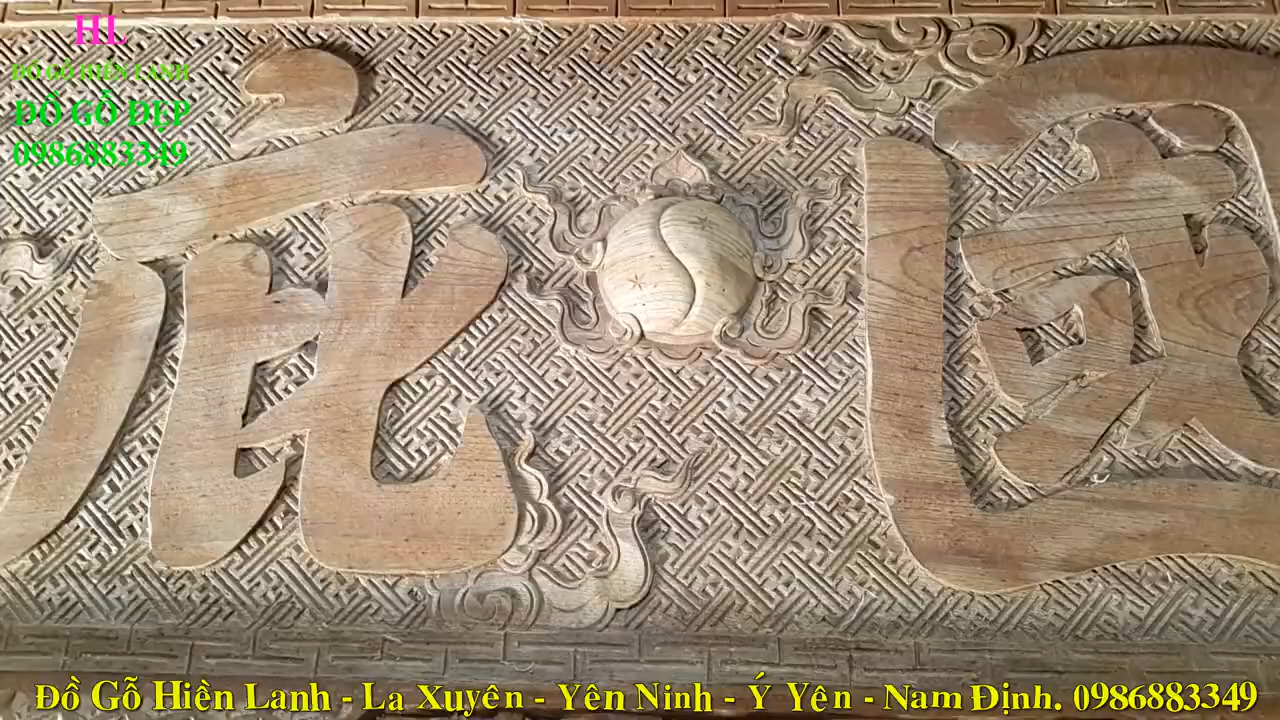 HL
ĐỒ GỖ HIỀN LANH
ĐỒ GỖ ĐẸP
0986883349
國庇
Đồ Gỗ Hiền Lanh - La Xuyên - Yên Ninh - Ý Yên - Nam Định. 0986883349